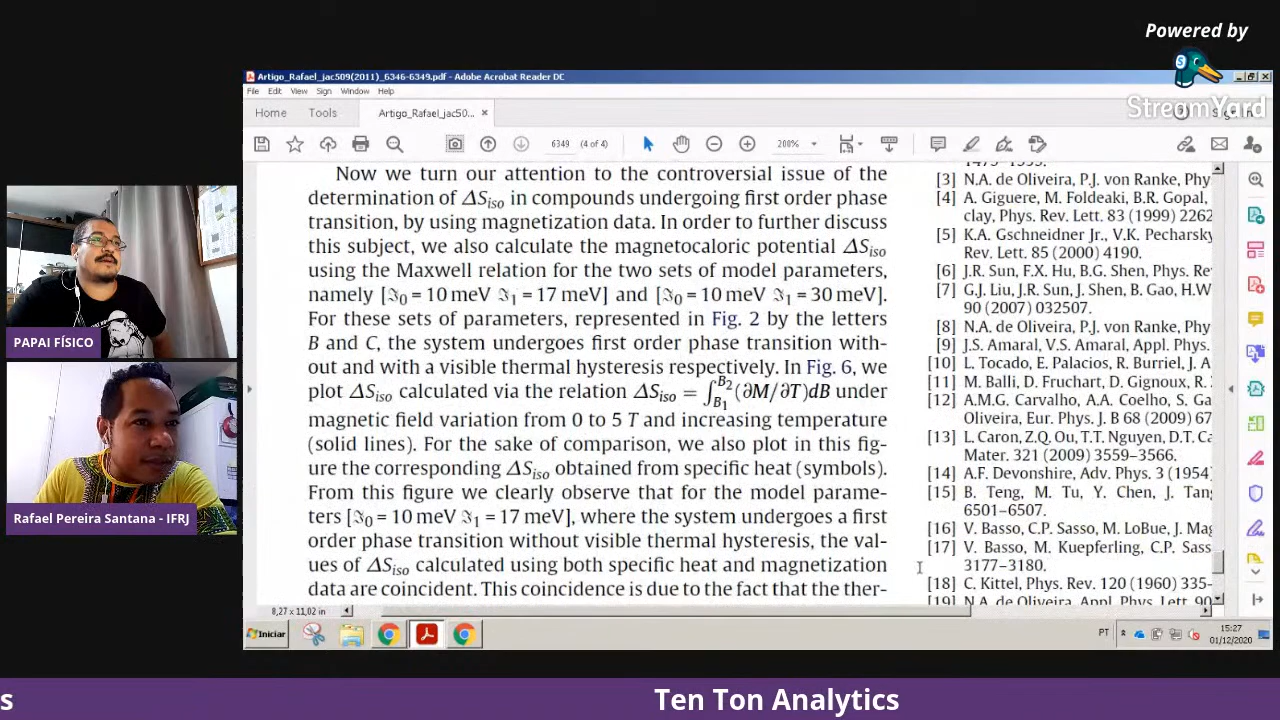 Powered by
StreamYard
Artigo_Rafael_jac509(2011)_6346-6349.pdf - Adobe Acrobat Reader DC
File Edit View Sign Window Help
Home Tools Artigo_Rafael_jac50... ×
6349 (4 of 4) 200%
Now we turn our attention to the controversial issue of the
determination of ΔSiso in compounds undergoing first order phase
transition, by using magnetization data. In order to further discuss
this subject, we also calculate the magnetocaloric potential ΔSiso
using the Maxwell relation for the two sets of model parameters,
namely [ℑ0 = 10 meV ℑ1 = 17 meV] and [ℑ0 = 10 meV ℑ1 = 30 meV].
For these sets of parameters, represented in Fig. 2 by the letters
B and C, the system undergoes first order phase transition with-
out and with a visible thermal hysteresis respectively. In Fig. 6, we
plot ΔSiso calculated via the relation ΔSiso = ∫B1B2(∂M/∂T)dB under
magnetic field variation from 0 to 5 T and increasing temperature
(solid lines). For the sake of comparison, we also plot in this fig-
ure the corresponding ΔSiso obtained from specific heat (symbols).
From this figure we clearly observe that for the model parame-
ters [ℑ0 = 10 meV ℑ1 = 17 meV], where the system undergoes a first
order phase transition without visible thermal hysteresis, the val-
ues of ΔSiso calculated using both specific heat and magnetization
data are coincident. This coincidence is due to the fact that the ther-
[3] N.A. de Oliveira, P.J. von Ranke, Phy
[4] A. Giguere, M. Foldeaki, B.R. Gopal,
clay, Phys. Rev. Lett. 83 (1999) 2262
[5] K.A. Gschneidner Jr., V.K. Pecharsky
Rev. Lett. 85 (2000) 4190.
[6] J.R. Sun, F.X. Hu, B.G. Shen, Phys. Re
[7] G.J. Liu, J.R. Sun, J. Shen, B. Gao, H.W
90 (2007) 032507.
[8] N.A. de Oliveira, P.J. von Ranke, Phy
[9] J.S. Amaral, V.S. Amaral, Appl. Phys.
[10] L. Tocado, E. Palacios, R. Burriel, J. A
[11] M. Balli, D. Fruchart, D. Gignoux, R.
[12] A.M.G. Carvalho, A.A. Coelho, S. Ga
Oliveira, Eur. Phys. J. B 68 (2009) 67
[13] L. Caron, Z.Q. Ou, T.T. Nguyen, D.T. Ca
Mater. 321 (2009) 3559–3566.
[14] A.F. Devonshire, Adv. Phys. 3 (1954)
[15] B. Teng, M. Tu, Y. Chen, J. Tang
6501–6507.
[16] V. Basso, C.P. Sasso, M. LoBue, J. Mag
[17] V. Basso, M. Kuepferling, C.P. Sass
3177–3180.
[18] C. Kittel, Phys. Rev. 120 (1960) 335–
[19] N.A. de Oliveira, Appl. Phys. Lett. 90
8,27 x 11,02 in
Iniciar
PT 15:27
01/12/2020
PAPAI FÍSICO
Rafael Pereira Santana - IFRJ
s Ten Ton Analytics